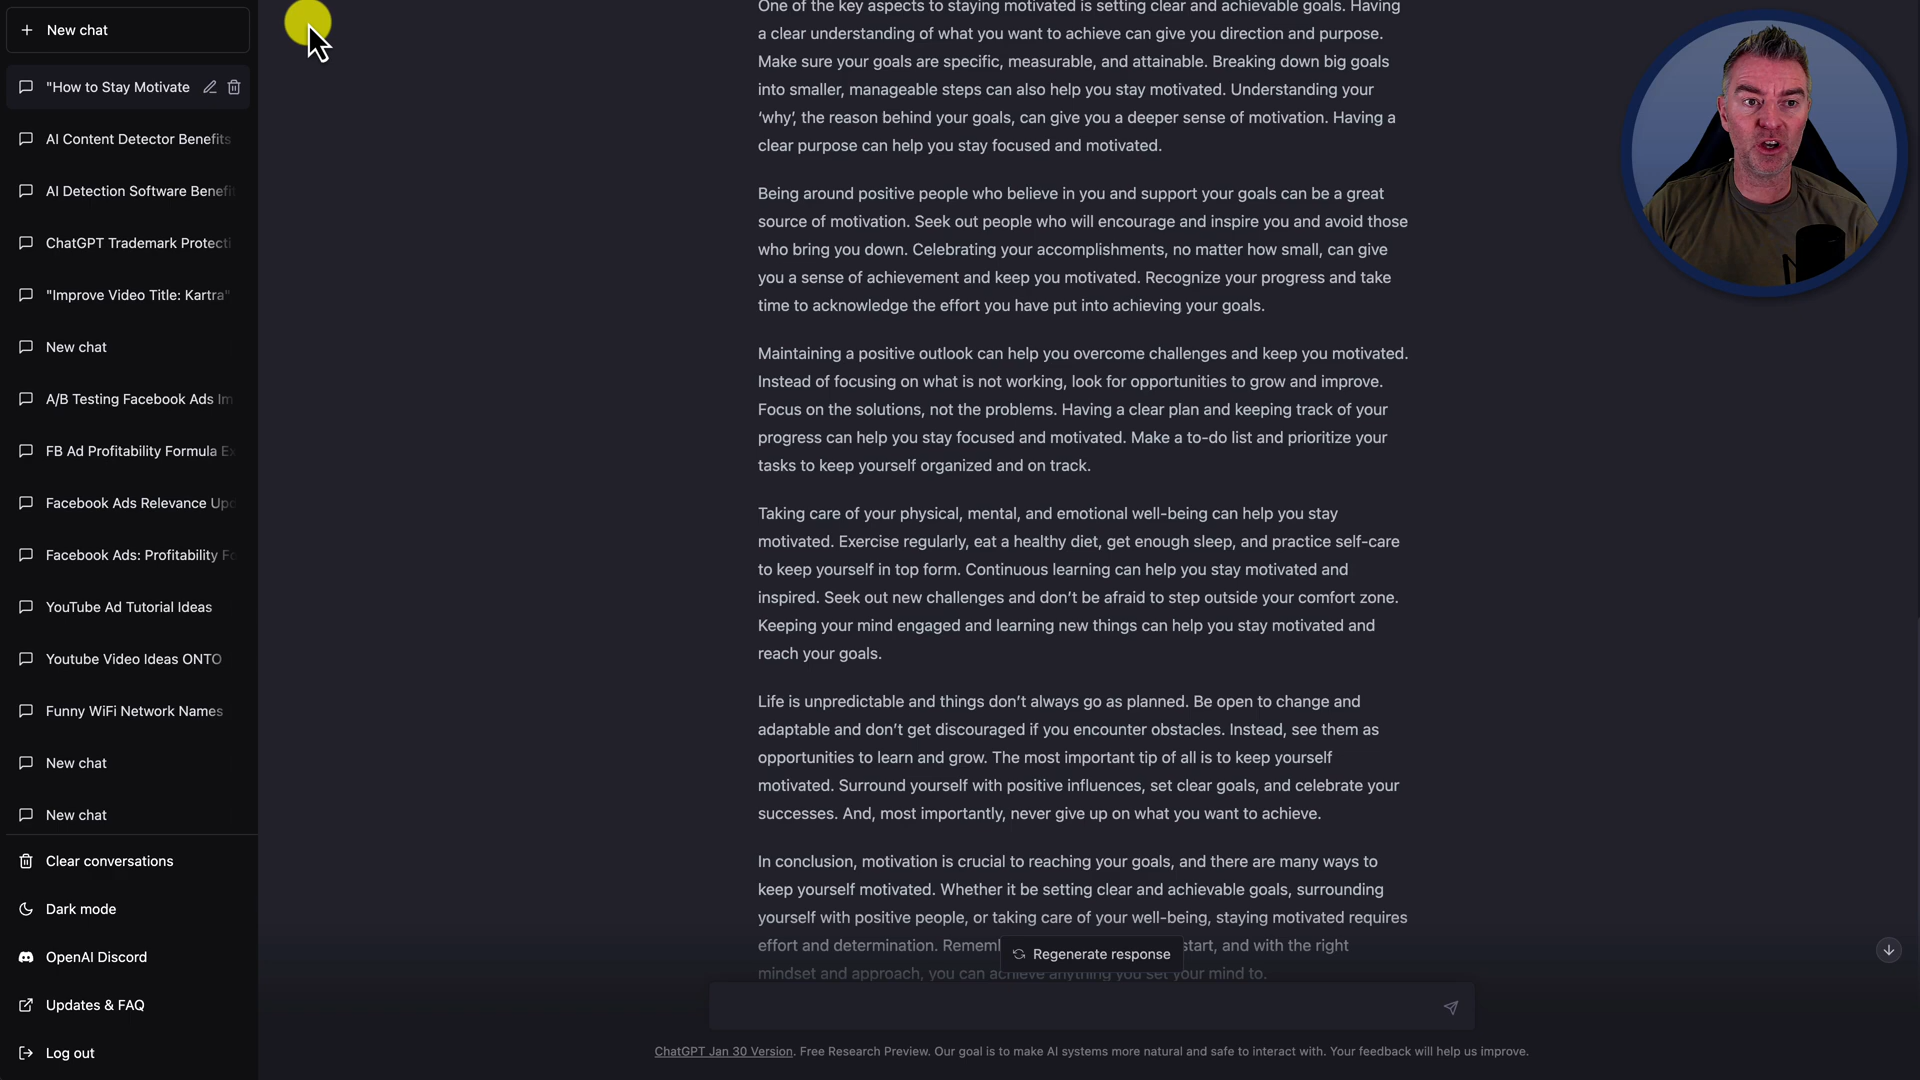 New chat
"How to Stay Motivate
AI Content Detector Benefits
AI Detection Software Benefi
ChatGPT Trademark Protecti
"Improve Video Title: Kartra"
New chat
A/B Testing Facebook Ads Im
FB Ad Profitability Formula Ex
Facebook Ads Relevance Upd
Facebook Ads: Profitability Fo
YouTube Ad Tutorial Ideas
Youtube Video Ideas ONTO
Funny WiFi Network Names
New chat
New chat
Clear conversations
Dark mode
OpenAI Discord
Updates & FAQ
Log out
One of the key aspects to staying motivated is setting clear and achievable goals. Having
a clear understanding of what you want to achieve can give you direction and purpose.
Make sure your goals are specific, measurable, and attainable. Breaking down big goals
into smaller, manageable steps can also help you stay motivated. Understanding your
‘why’, the reason behind your goals, can give you a deeper sense of motivation. Having a
clear purpose can help you stay focused and motivated.
Being around positive people who believe in you and support your goals can be a great
source of motivation. Seek out people who will encourage and inspire you and avoid those
who bring you down. Celebrating your accomplishments, no matter how small, can give
you a sense of achievement and keep you motivated. Recognize your progress and take
time to acknowledge the effort you have put into achieving your goals.
Maintaining a positive outlook can help you overcome challenges and keep you motivated.
Instead of focusing on what is not working, look for opportunities to grow and improve.
Focus on the solutions, not the problems. Having a clear plan and keeping track of your
progress can help you stay focused and motivated. Make a to-do list and prioritize your
tasks to keep yourself organized and on track.
Taking care of your physical, mental, and emotional well-being can help you stay
motivated. Exercise regularly, eat a healthy diet, get enough sleep, and practice self-care
to keep yourself in top form. Continuous learning can help you stay motivated and
inspired. Seek out new challenges and don’t be afraid to step outside your comfort zone.
Keeping your mind engaged and learning new things can help you stay motivated and
reach your goals.
Life is unpredictable and things don’t always go as planned. Be open to change and
adaptable and don’t get discouraged if you encounter obstacles. Instead, see them as
opportunities to learn and grow. The most important tip of all is to keep yourself
motivated. Surround yourself with positive influences, set clear goals, and celebrate your
successes. And, most importantly, never give up on what you want to achieve.
In conclusion, motivation is crucial to reaching your goals, and there are many ways to
keep yourself motivated. Whether it be setting clear and achievable goals, surrounding
yourself with positive people, or taking care of your well-being, staying motivated requires
effort and determination. start, and with the right
Regenerate response
mindset and approach, you can achieve anything you set your mind to.
ChatGPT Jan 30 Version. Free Research Preview. Our goal is to make AI systems more natural and safe to interact with. Your feedback will help us improve.